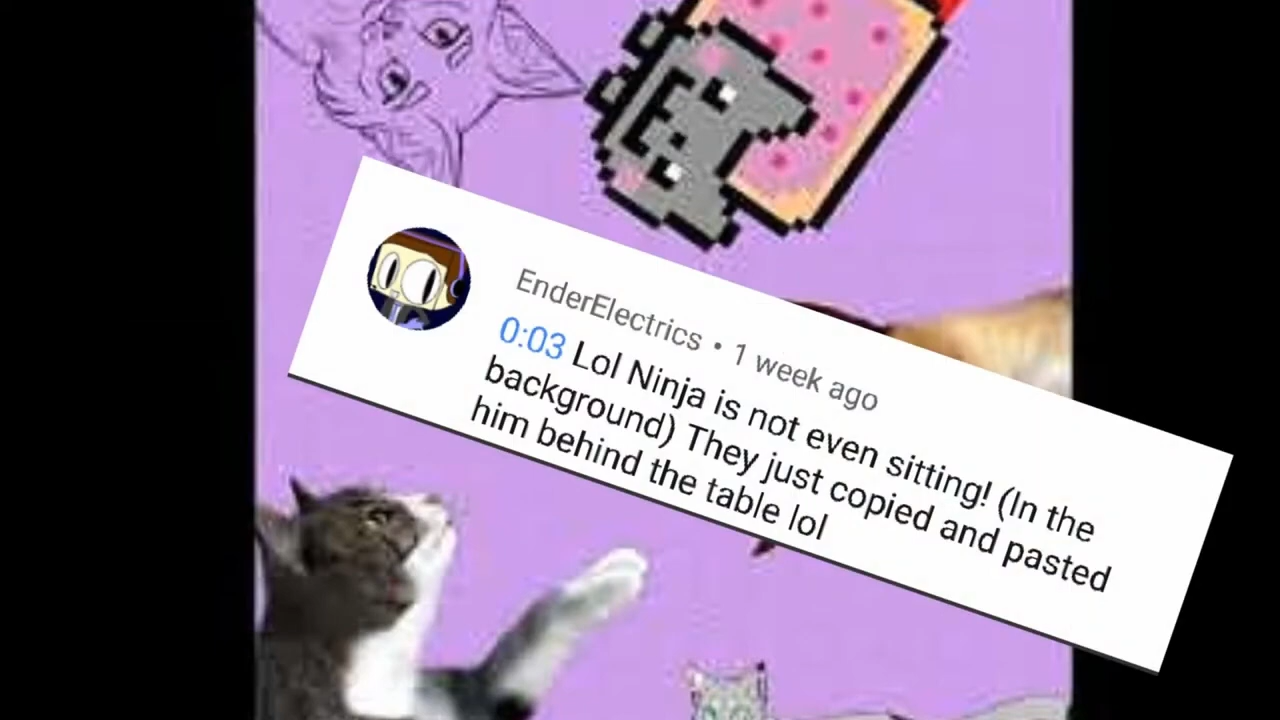 EnderElectrics • 1 week ago
0:03 Lol Ninja is not even sitting! (In the
background) They just copied and pasted
him behind the table lol